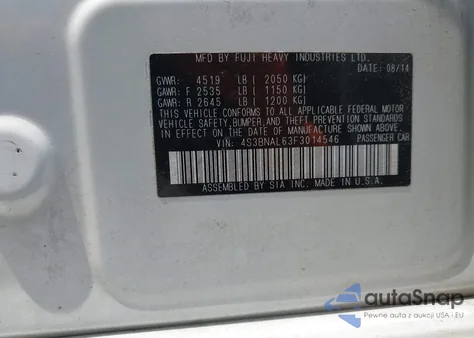 MFD BY FUJI HEAVY INDUSTRIES LTD.
DATE: 08/14
GVWR: 4519 LB( 2050 KG)
GAWR: F 2535 LB( 1150 KG)
GAWR: R 2645 LB( 1200 KG)
THIS VEHICLE CONFORMS TO ALL APPLICABLE FEDERAL MOTOR
VEHICLE SAFETY, BUMPER, AND THEFT PREVENTION STANDARDS
IN EFFECT ON THE DATE OF MANUFACTURE SHOWN ABOVE.
VIN: 4S3BNAL63F3014546 PASSENGER CAR
ASSEMBLED BY SIA INC. MADE IN U.S.A.
autoSnap
Pewne auta z aukcji USA i EU